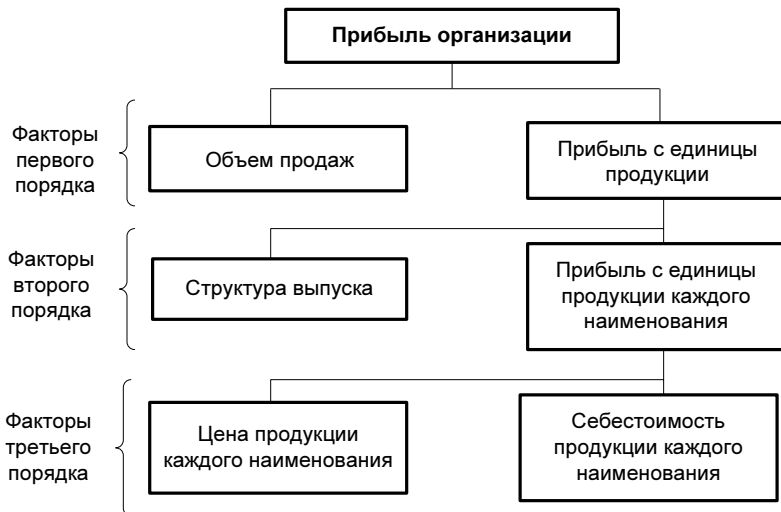 Прибыль организации
Факторы
первого
порядка
Объем продаж
Прибыль с единицы
продукции
Факторы
второго
порядка
Структура выпуска
Прибыль с единицы
продукции каждого
наименования
Факторы
третьего
порядка
Цена продукции
каждого наименования
Себестоимость
продукции каждого
наименования